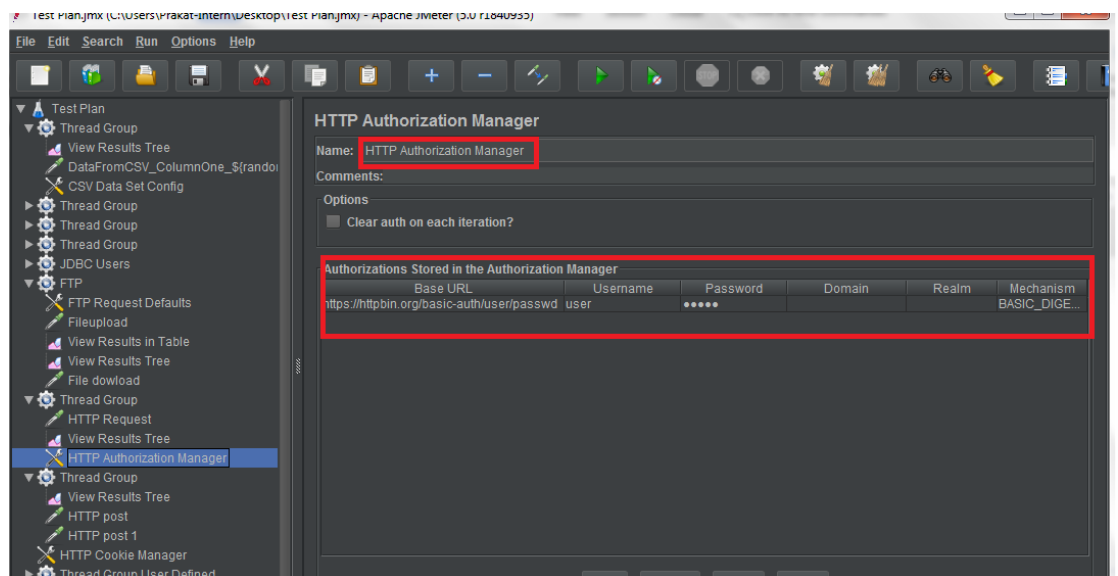 Test Plan.jmx (C:\Users\Prakat-Intern\Desktop\Test Plan.jmx) - Apache JMeter (5.0 r1840935)
File Edit Search Run Options Help
Test Plan
Thread Group
View Results Tree
DataFromCSV_ColumnOne_${rando
CSV Data Set Config
Thread Group
Thread Group
Thread Group
JDBC Users
FTP
FTP Request Defaults
Fileupload
View Results in Table
View Results Tree
File dowload
Thread Group
HTTP Request
View Results Tree
HTTP Authorization Manager
Thread Group
View Results Tree
HTTP post
HTTP post 1
HTTP Cookie Manager
Thread Group User Defined
HTTP Authorization Manager
Name: HTTP Authorization Manager
Comments:
Options
Clear auth on each iteration?
Authorizations Stored in the Authorization Manager
Base URL Username Password Domain Realm Mechanism
https://httpbin.org/basic-auth/user/passwd user ●●●●● BASIC_DIGE...